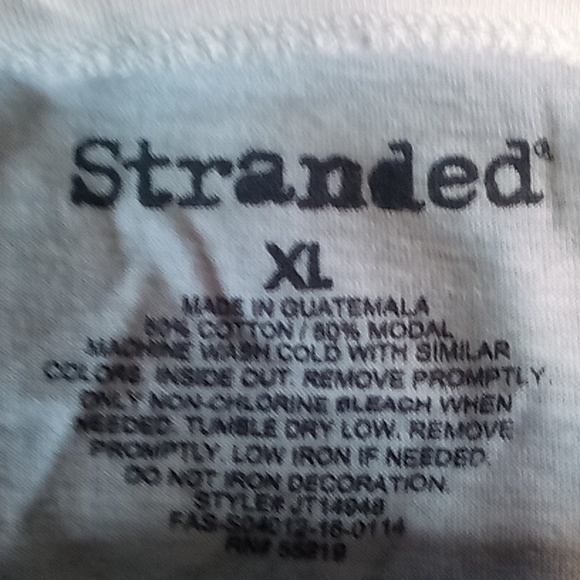 Stranded
XL
MADE IN GUATEMALA
COTTON / MODAL
MACHINE WASH COLD WITH SIMILAR
COLORS INSIDE OUT. REMOVE PROMPTLY.
ONLY NON-CHLORINE BLEACH WHEN
NEEDED. TUMBLE DRY LOW. REMOVE
PROMPTLY. LOW IRON IF NEEDED.
DO NOT IRON DECORATION.
STYLE#
RN#